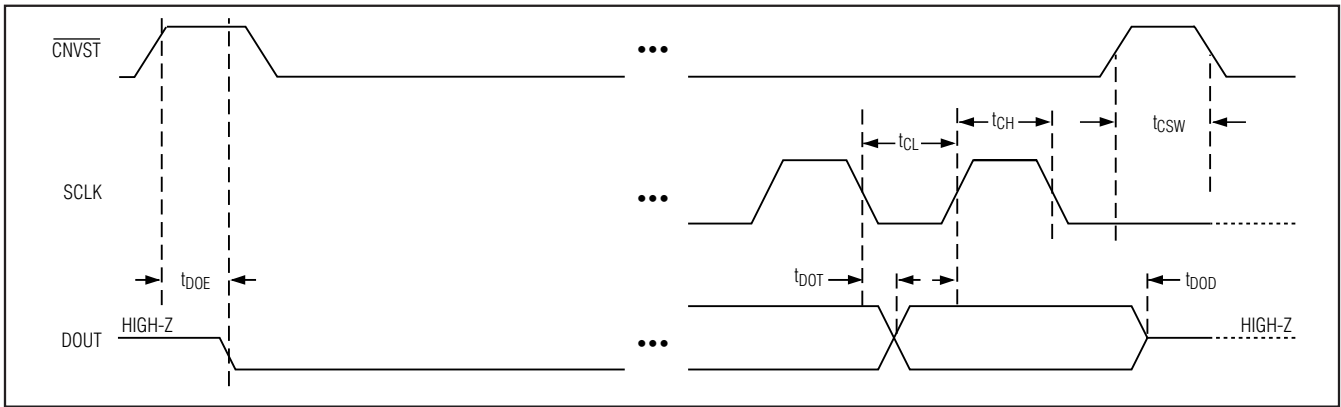 CNVST
•••
tCL
tCH
tCSW
SCLK
•••
tDOE
tDOT
tDOD
DOUT
HIGH-Z
•••
HIGH-Z